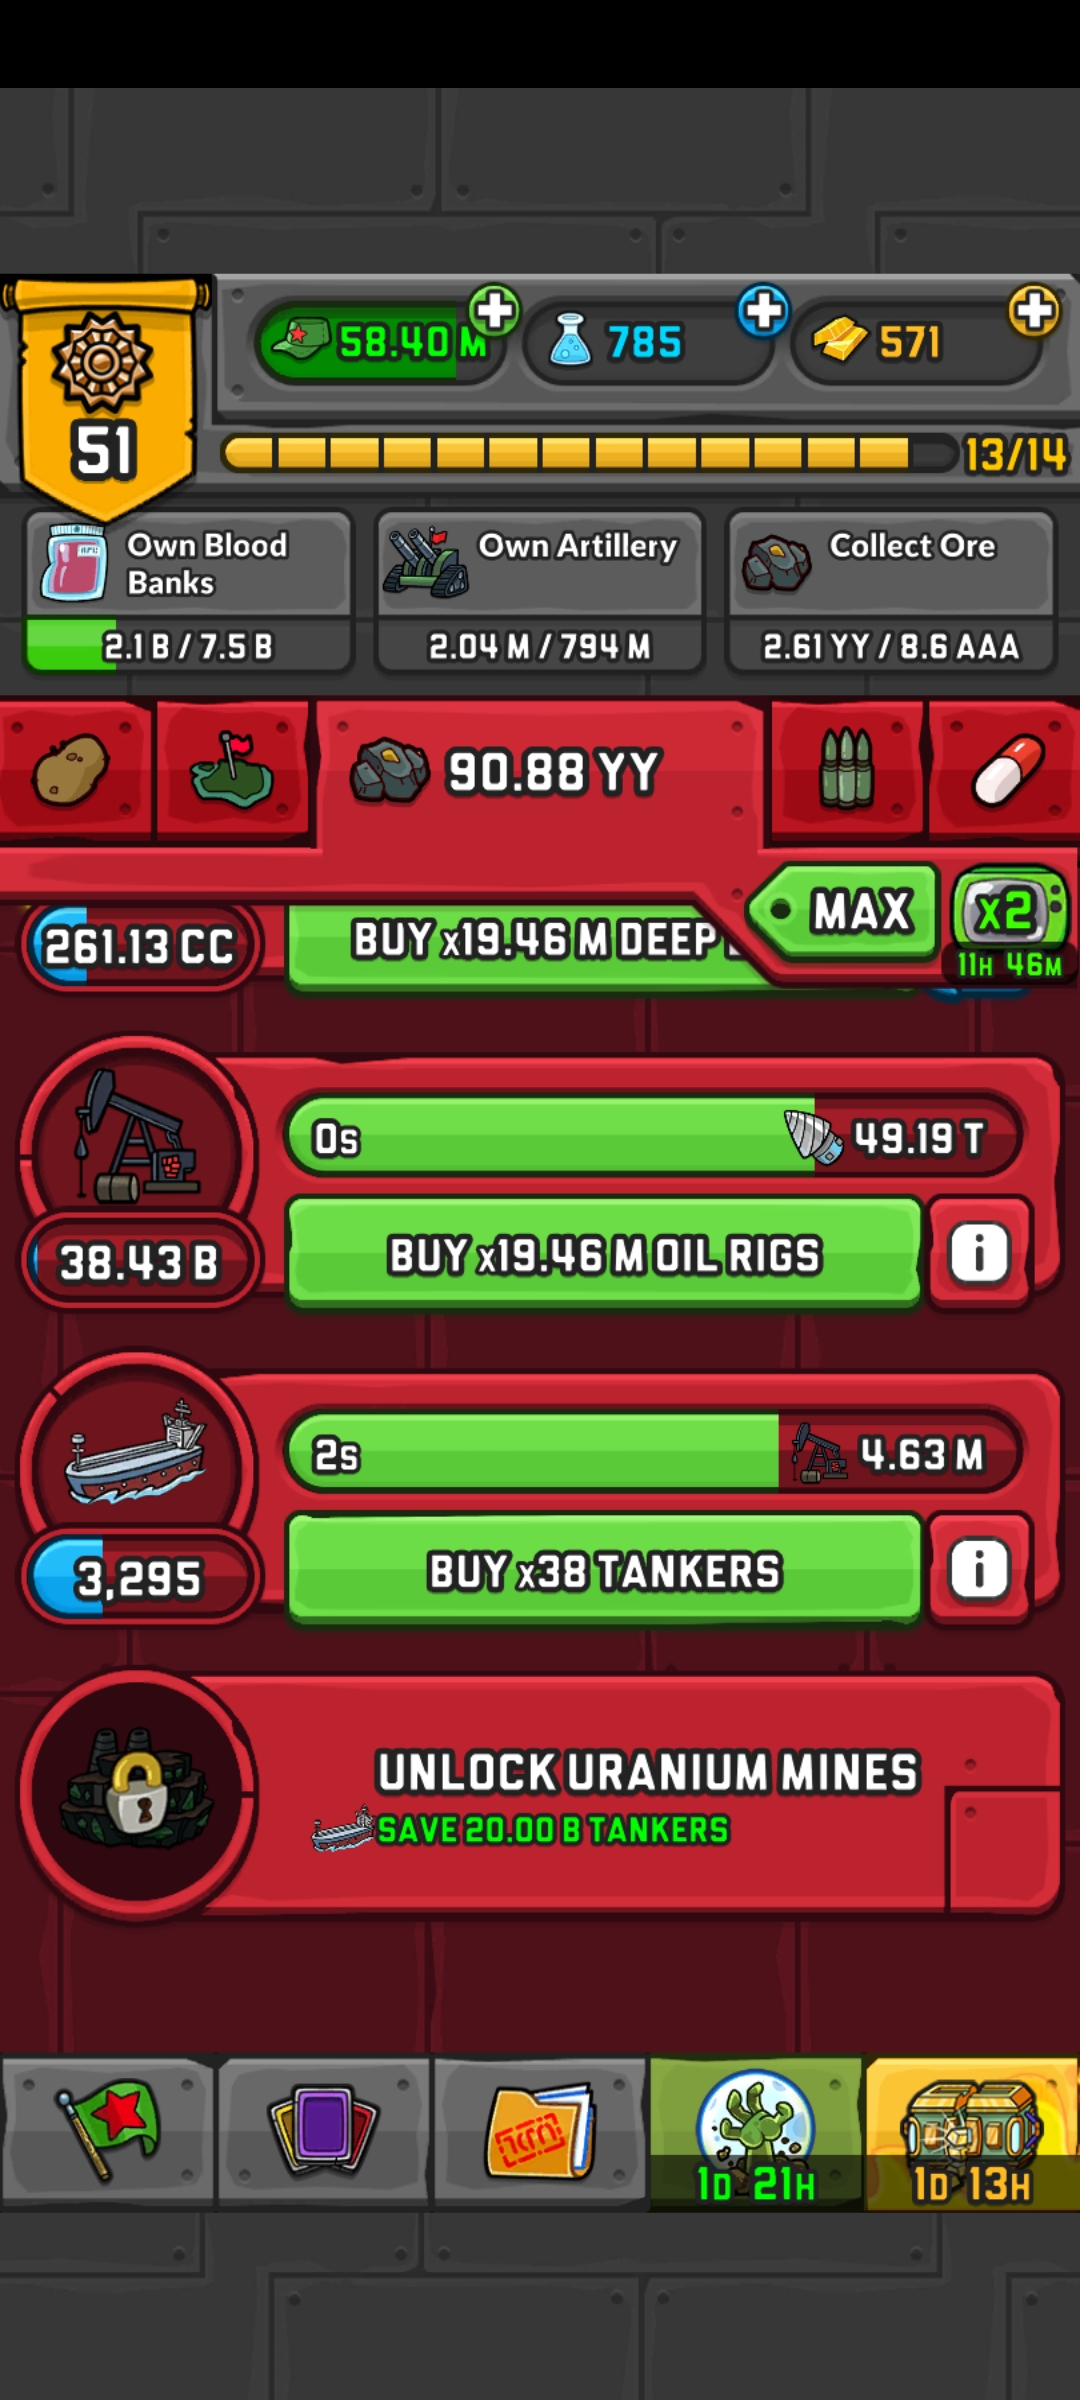 58.40 M
785
571
51
13/14
Own Blood
Banks
Own Artillery
Collect Ore
2.1 B / 7.5 B
2.04 M / 794 M
2.61 YY / 8.6 AAA
90.88 YY
MAX
x2
11H 46M
261.13 CC
BUY x19.46 M DEEP
0s
49.19 T
38.43 B
BUY x19.46 M OIL RIGS
i
2s
4.63 M
3,295
BUY x38 TANKERS
i
UNLOCK URANIUM MINES
SAVE 20.00 B TANKERS
1D 21H
1D 13H